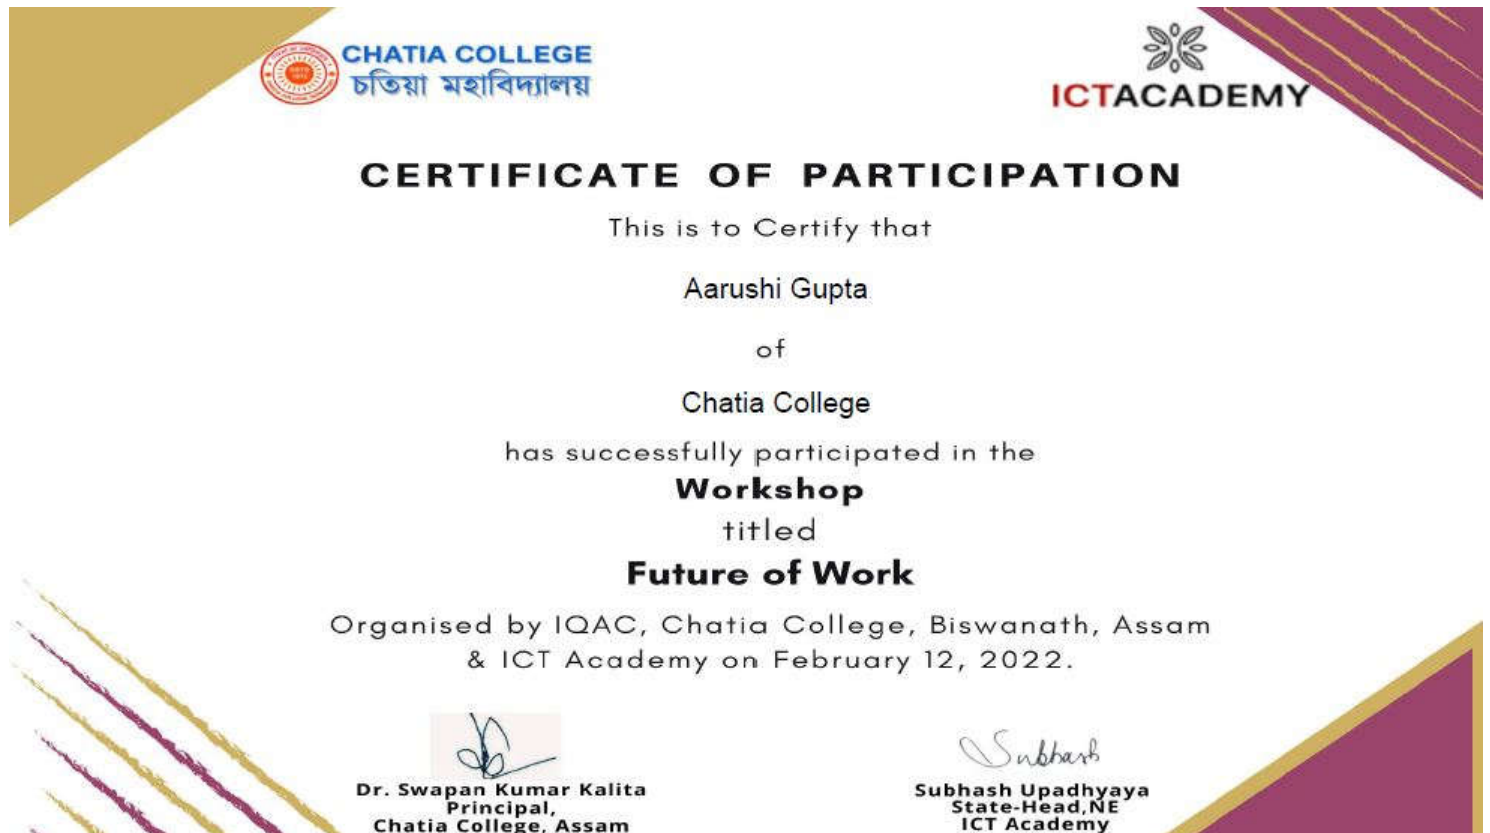 CHATIA COLLEGE
চতিয়া মহাবিদ্যালয়
ICTACADEMY
CERTIFICATE OF PARTICIPATION
This is to Certify that
Aarushi Gupta
of
Chatia College
has successfully participated in the
Workshop
titled
Future of Work
Organised by IQAC, Chatia College, Biswanath, Assam
& ICT Academy on February 12, 2022.
Subhash
Dr. Swapan Kumar Kalita
Principal,
Chatia College, Assam
Subhash Upadhyaya
State-Head,NE
ICT Academy